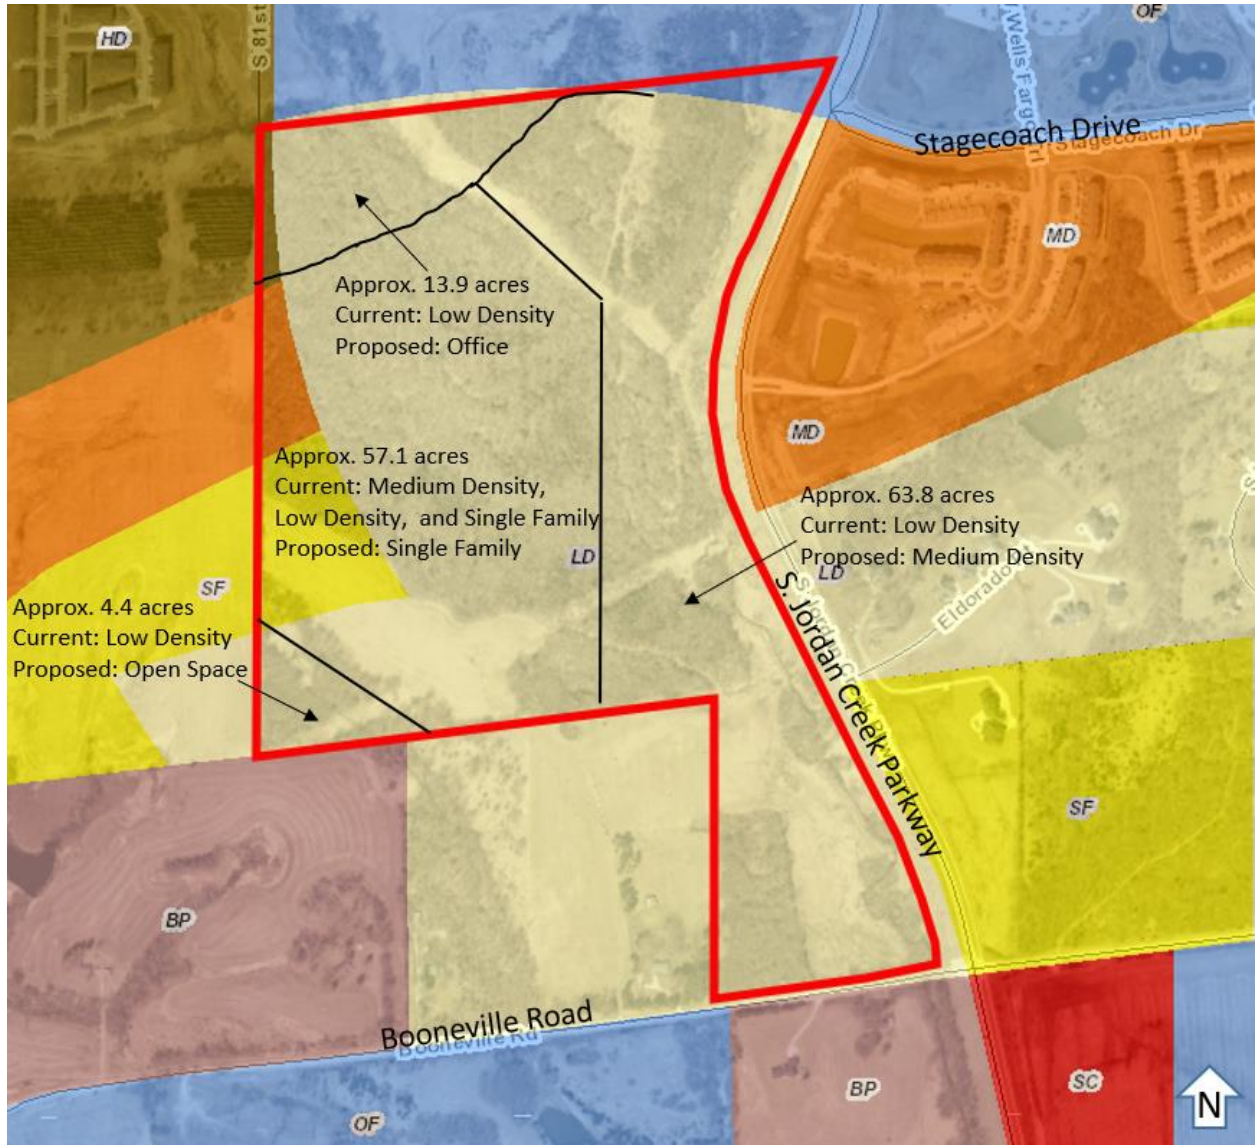 HD
S 81st
OF
Wells Fargo
Stagecoach Drive
Stagecoach Dr
MD
Approx. 13.9 acres
Current: Low Density
Proposed: Office
MD
Approx. 57.1 acres
Current: Medium Density,
Low Density, and Single Family
Proposed: Single Family
LD
Approx. 63.8 acres
Current: Low Density
Proposed: Medium Density
LD
SF
Approx. 4.4 acres
Current: Low Density
Proposed: Open Space
Eldorado
S. Jordan Creek Parkway
S. Jordan Creek
SF
BP
Booneville Road
Booneville Rd
BP
SC
OF
N